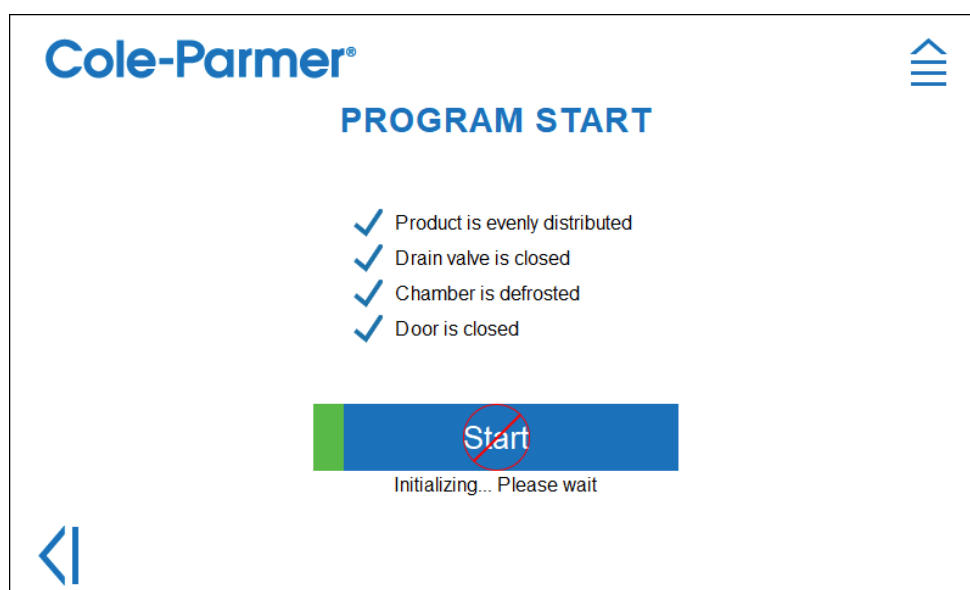 Cole-Parmer®
PROGRAM START
Product is evenly distributed
Drain valve is closed
Chamber is defrosted
Door is closed
Start
Initializing... Please wait